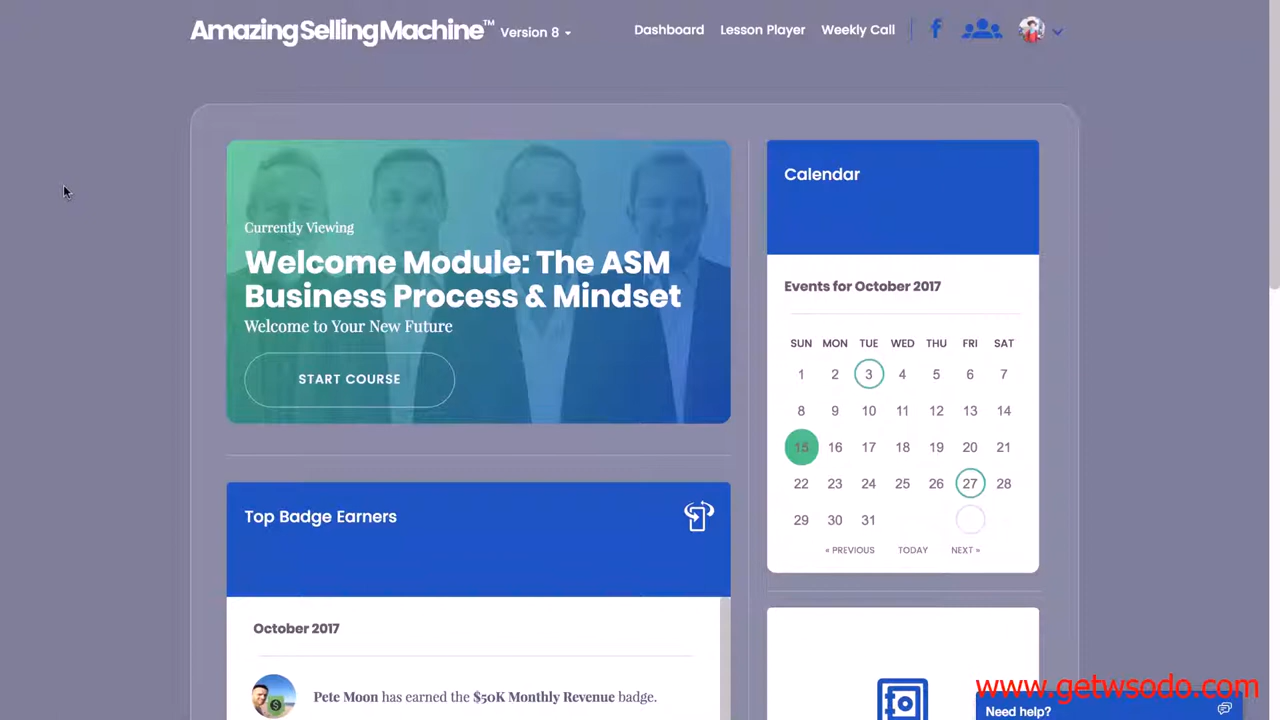 AmazingSellingMachine™ Version 8
Dashboard Lesson Player Weekly Call
Currently Viewing
Welcome Module: The ASM
Business Process & Mindset
Welcome to Your New Future
START COURSE
Calendar
Events for October 2017
SUN MON TUE WED THU FRI SAT
1 2 3 4 5 6 7
8 9 10 11 12 13 14
15 16 17 18 19 20 21
22 23 24 25 26 27 28
29 30 31
« PREVIOUS TODAY NEXT »
Top Badge Earners
October 2017
Pete Moon has earned the $50K Monthly Revenue badge.
www.getwsodo.com
Need help?